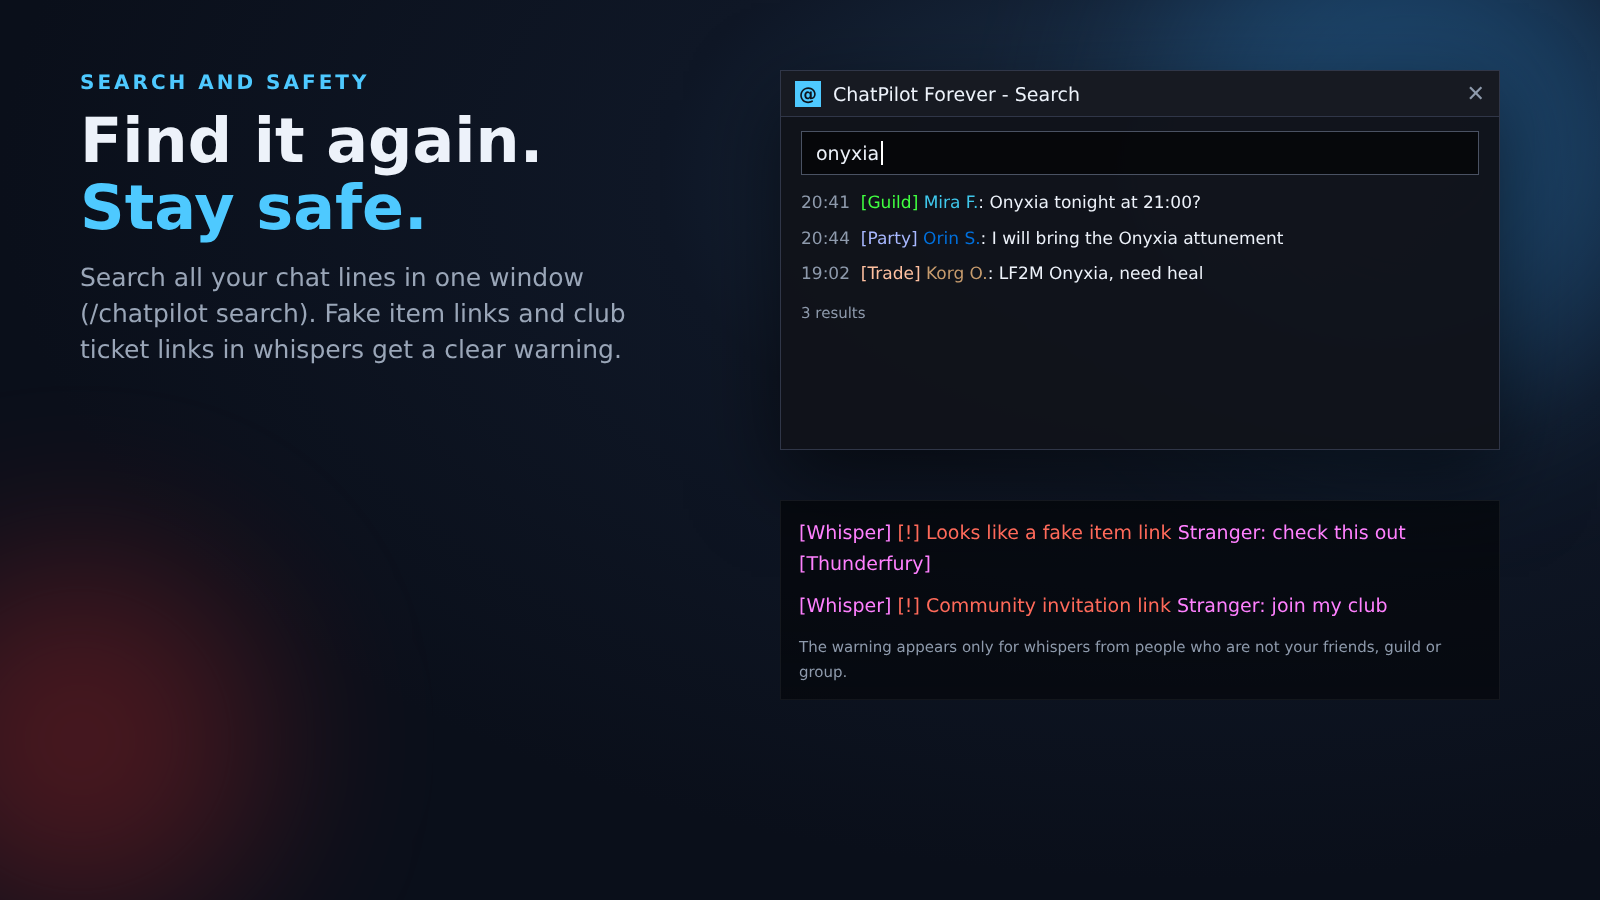 SEARCH AND SAFETY
Find it again.
Stay safe.
Search all your chat lines in one window
(/chatpilot search). Fake item links and club
ticket links in whispers get a clear warning.
@ ChatPilot Forever - Search ✕
onyxia
20:41 [Guild] Mira F.: Onyxia tonight at 21:00?
20:44 [Party] Orin S.: I will bring the Onyxia attunement
19:02 [Trade] Korg O.: LF2M Onyxia, need heal
3 results
[Whisper] [!] Looks like a fake item link Stranger: check this out
[Thunderfury]
[Whisper] [!] Community invitation link Stranger: join my club
The warning appears only for whispers from people who are not your friends, guild or
group.